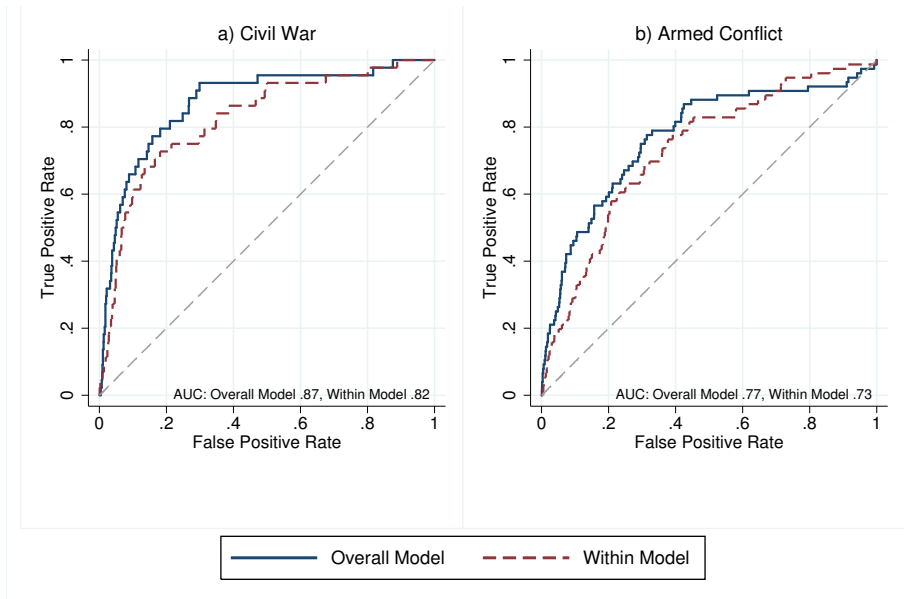 a) Civil War
True Positive Rate
1
.8
.6
.4
.2
0
AUC: Overall Model .87, Within Model .82
0 .2 .4 .6 .8 1
False Positive Rate
b) Armed Conflict
True Positive Rate
1
.8
.6
.4
.2
0
AUC: Overall Model .77, Within Model .73
0 .2 .4 .6 .8 1
False Positive Rate
Overall Model Within Model